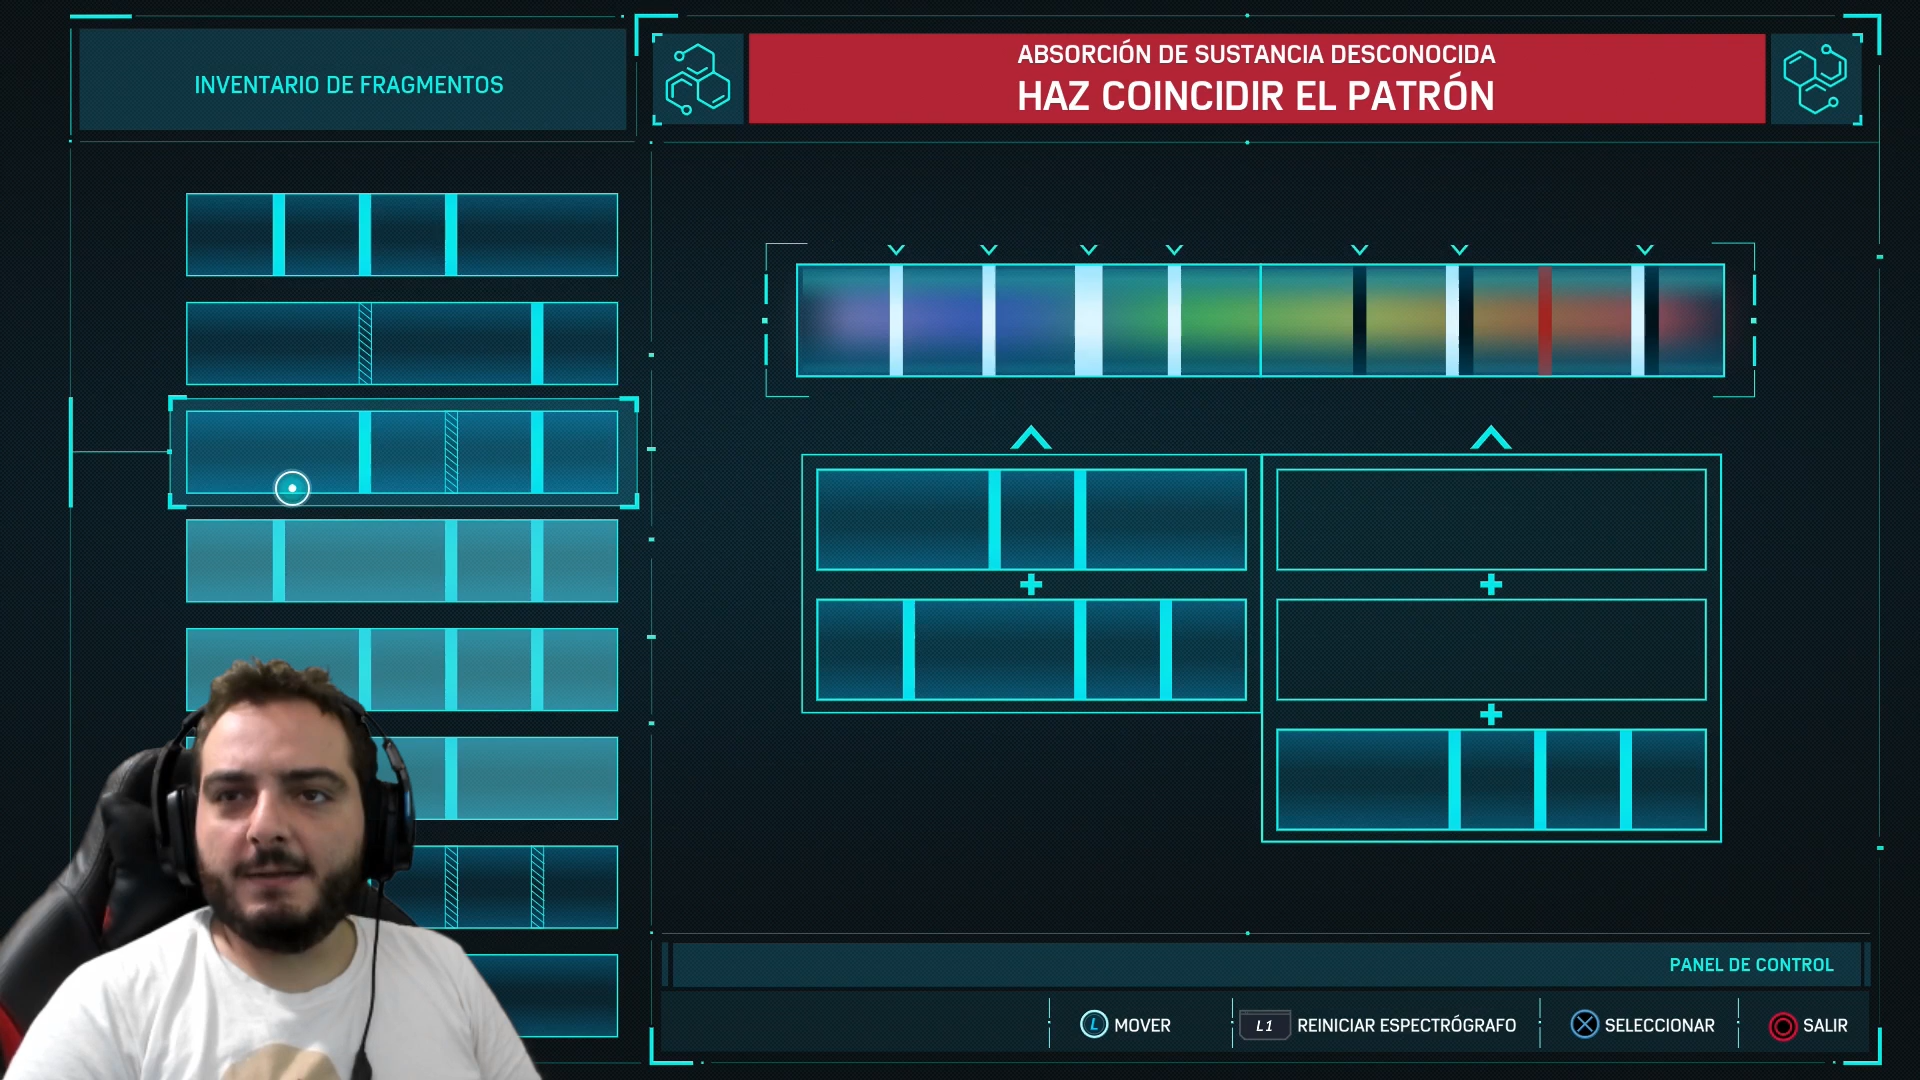 INVENTARIO DE FRAGMENTOS
ABSORCIÓN DE SUSTANCIA DESCONOCIDA
HAZ COINCIDIR EL PATRÓN
PANEL DE CONTROL
L MOVER
L1 REINICIAR ESPECTRÓGRAFO
SELECCIONAR
SALIR